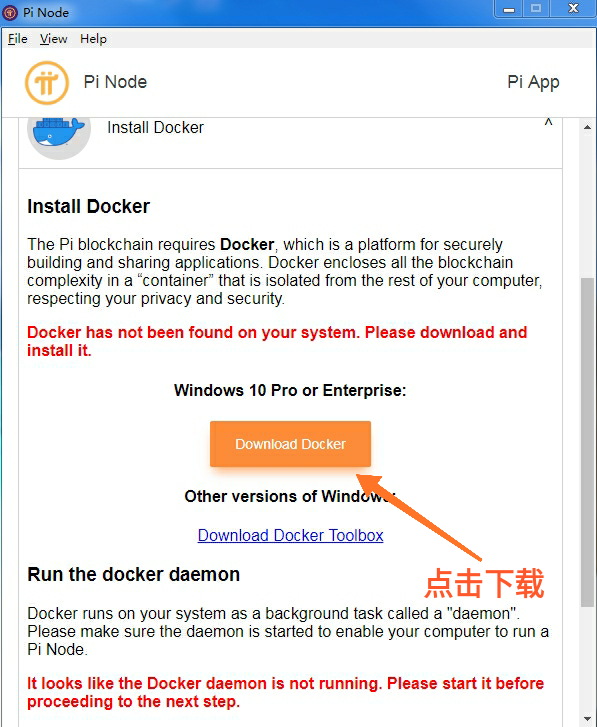 Pi Node
File View Help
Pi Node
Pi App
Install Docker
^
Install Docker
The Pi blockchain requires Docker, which is a platform for securely
building and sharing applications. Docker encloses all the blockchain
complexity in a “container” that is isolated from the rest of your computer,
respecting your privacy and security.
Docker has not been found on your system. Please download and
install it.
Windows 10 Pro or Enterprise:
Download Docker
Other versions of Windows:
Download Docker Toolbox
点击下载
Run the docker daemon
Docker runs on your system as a background task called a "daemon".
Please make sure the daemon is started to enable your computer to run a
Pi Node.
It looks like the Docker daemon is not running. Please start it before
proceeding to the next step.